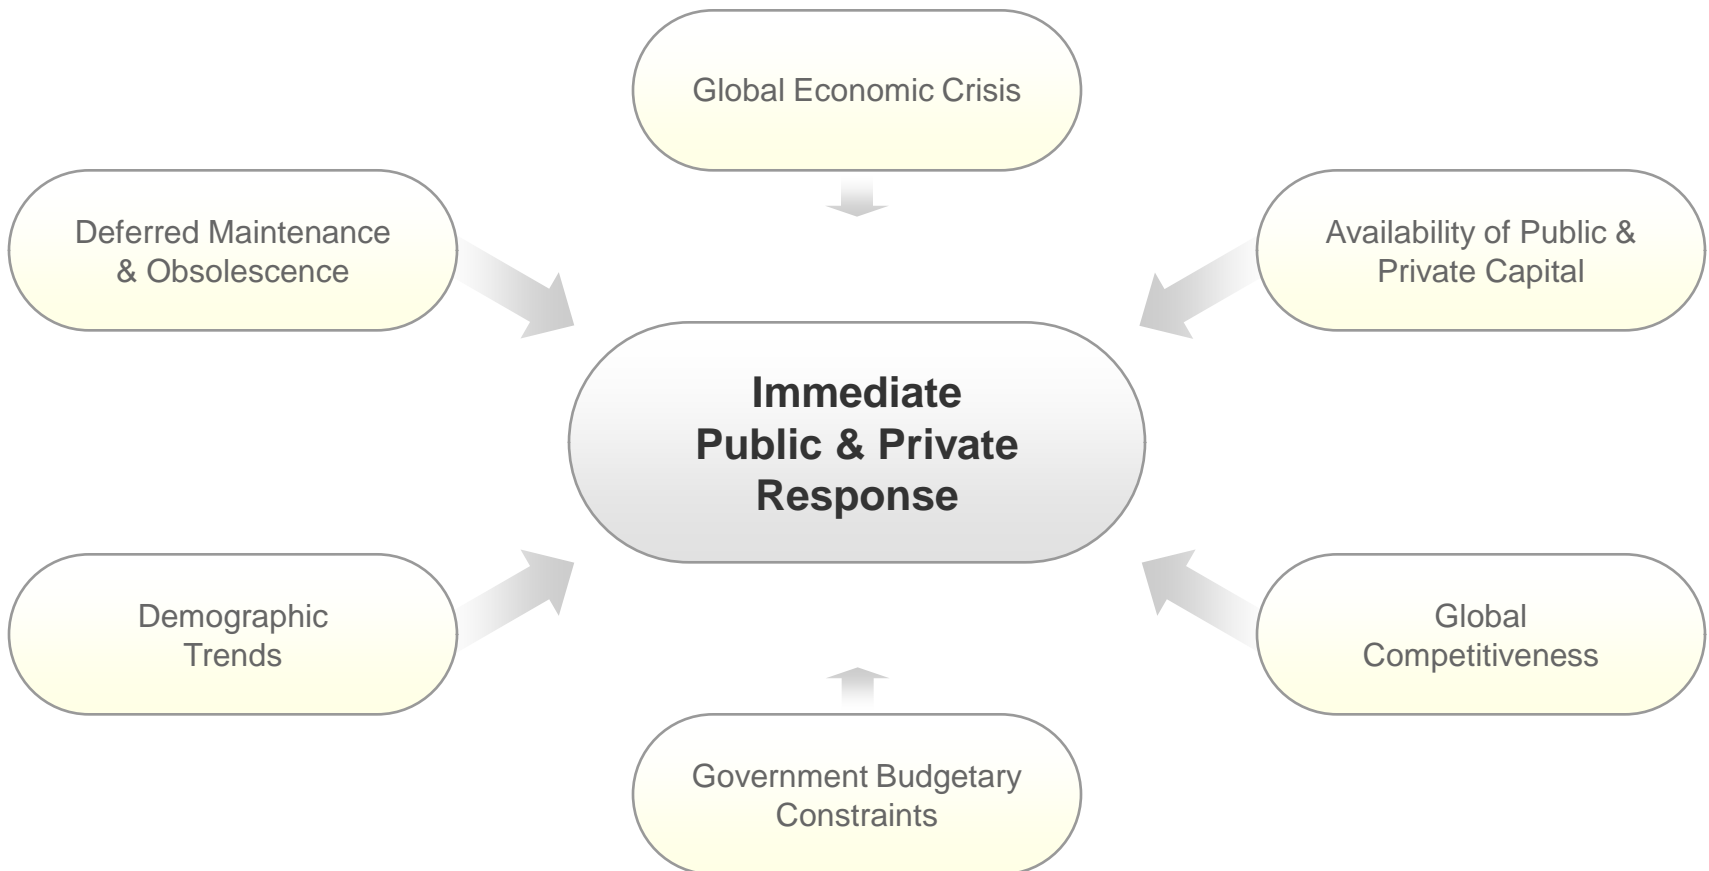 Global Economic Crisis
Deferred Maintenance
& Obsolescence
Availability of Public &
Private Capital
Immediate
Public & Private
Response
Demographic
Trends
Global
Competitiveness
Government Budgetary
Constraints